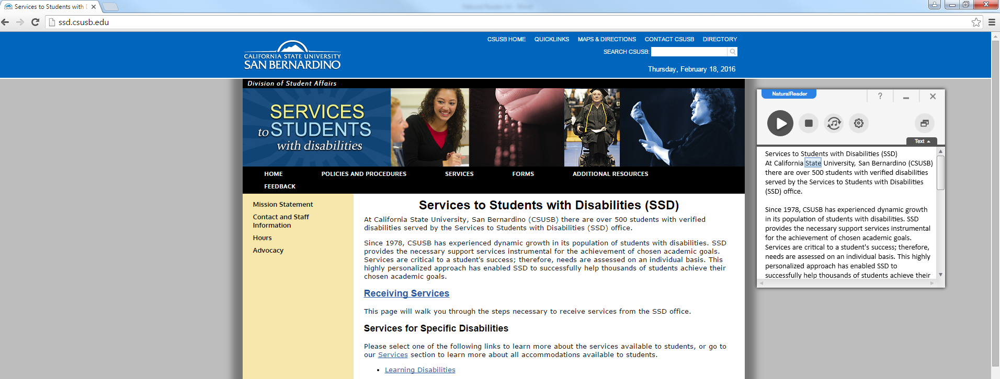 Services to Students with
ssd.csusb.edu
CSUSB HOME QUICKLINKS MAPS & DIRECTIONS CONTACT CSUSB DIRECTORY
SEARCH CSUSB:
CALIFORNIA STATE UNIVERSITY
SAN BERNARDINO
Thursday, February 18, 2016
Division of Student Affairs
SERVICES
to STUDENTS
with disabilities
HOME POLICIES AND PROCEDURES SERVICES FORMS ADDITIONAL RESOURCES
FEEDBACK
Mission Statement
Contact and Staff
Information
Hours
Advocacy
Services to Students with Disabilities (SSD)
At California State University, San Bernardino (CSUSB) there are over 500 students with verified
disabilities served by the Services to Students with Disabilities (SSD) office.
Since 1978, CSUSB has experienced dynamic growth in its population of students with disabilities. SSD
provides the necessary support services instrumental for the achievement of chosen academic goals.
Services are critical to a student's success; therefore, needs are assessed on an individual basis. This
highly personalized approach has enabled SSD to successfully help thousands of students achieve their
chosen academic goals.
Receiving Services
This page will walk you through the steps necessary to receive services from the SSD office.
Services for Specific Disabilities
Please select one of the following links to learn more about the services available to students, or go to
our Services section to learn more about all accommodations available to students.
• Learning Disabilities
NaturalReader ?
Text
Services to Students with Disabilities (SSD)
At California State University, San Bernardino (CSUSB)
there are over 500 students with verified disabilities
served by the Services to Students with Disabilities
(SSD) office.
Since 1978, CSUSB has experienced dynamic growth
in its population of students with disabilities. SSD
provides the necessary support services instrumental
for the achievement of chosen academic goals.
Services are critical to a student's success; therefore,
needs are assessed on an individual basis. This highly
personalized approach has enabled SSD to
successfully help thousands of students achieve their